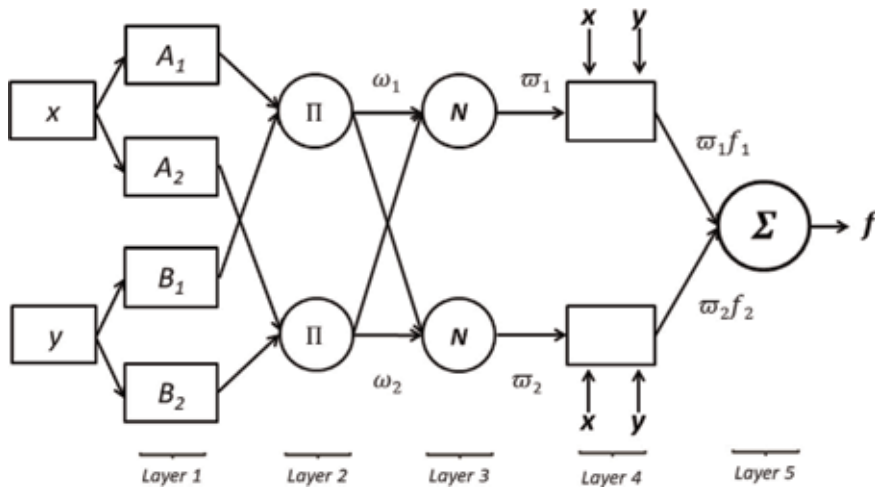 x y
A₁
x
Π
ω₁
N
ϖ₁
A₂
ϖ₁f₁
Σ
f
B₁
y
Π
ω₂
N
ϖ₂
ϖ₂f₂
B₂
x y
Layer 1
Layer 2
Layer 3
Layer 4
Layer 5